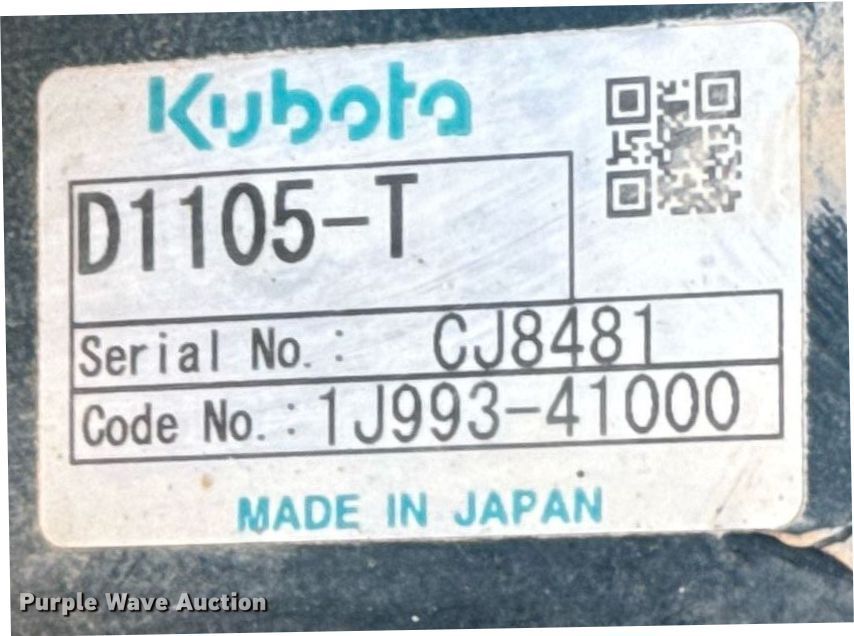 Kubota
D1105-T
Serial No. : CJ8481
Code No. : 1J993-41000
MADE IN JAPAN
Purple Wave Auction